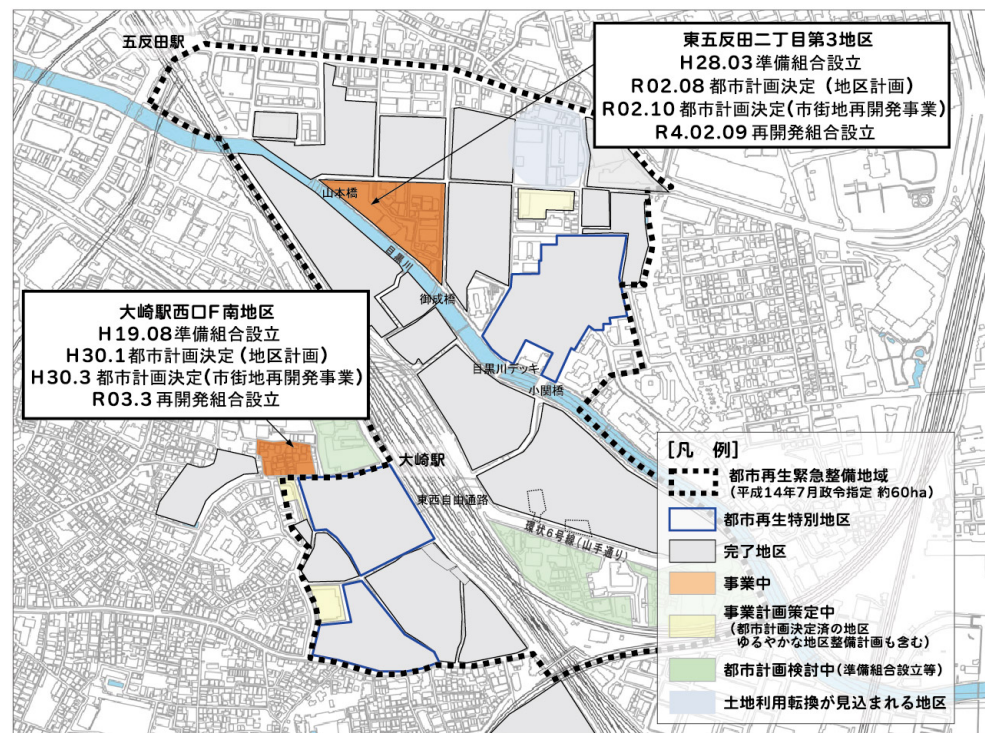 五反田駅
東五反田二丁目第3地区
H28.03準備組合設立
R02.08 都市計画決定（地区計画）
R02.10 都市計画決定(市街地再開発事業)
R4.02.09 再開発組合設立
山本橋
目黒川
御成橋
大崎駅西口F南地区
H19.08準備組合設立
H30.1都市計画決定（地区計画）
H30.3 都市計画決定(市街地再開発事業)
R03.3 再開発組合設立
目黒川デッキ
小関橋
大崎駅
東西自由通路
環状6号線(山手通り)
[凡　例]
都市再生緊急整備地域
（平成14年7月政令指定 約60ha）
都市再生特別地区
完了地区
事業中
事業計画策定中
（都市計画決定済の地区
ゆるやかな地区整備計画も含む）
都市計画検討中（準備組合設立等）
土地利用転換が見込まれる地区